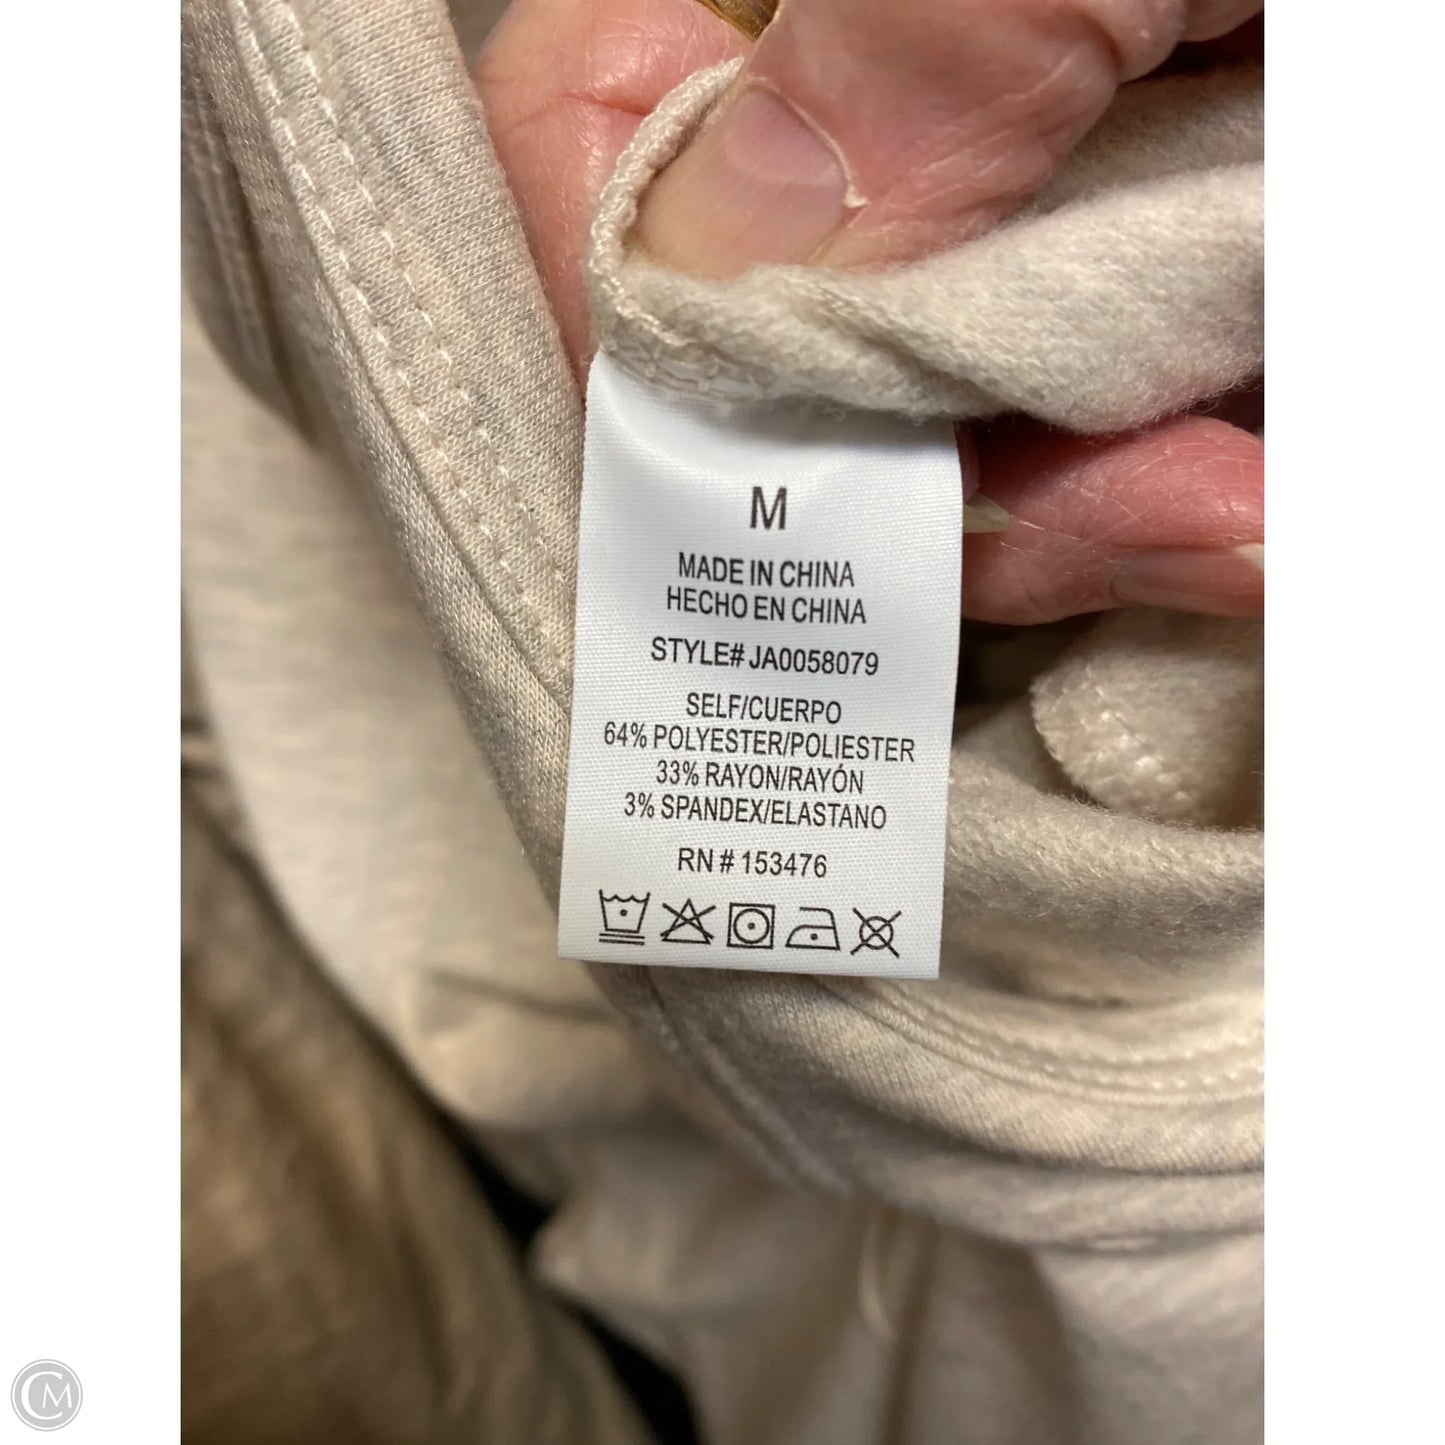 M
MADE IN CHINA
HECHO EN CHINA
STYLE# JA0058079
SELF/CUERPO
64% POLYESTER/POLIESTER
33% RAYON/RAYÓN
3% SPANDEX/ELASTANO
RN # 153476
CM